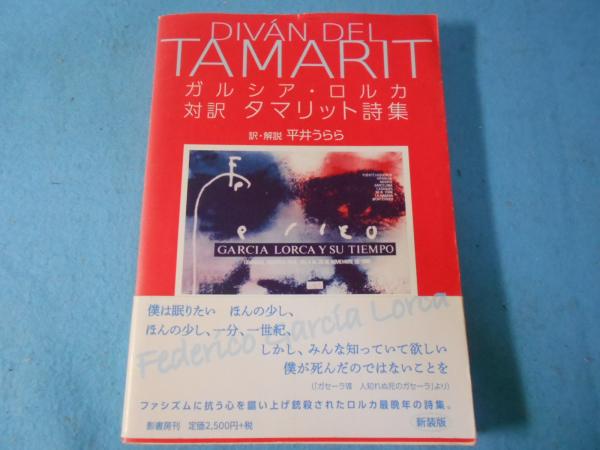 DIVÁN DEL
TAMARIT
ガルシア・ロルカ
対訳 タマリット詩集
訳・解説 平井うらら
GARCIA LORCA Y SU TIEMPO
僕は眠りたい ほんの少し、
ほんの少し、一分、一世紀、
しかし、みんな知っていて欲しい
僕が死んだのではないことを
(「ガセーラⅧ 人知れぬ死のガセーラ」より)
Federico García Lorca
ファシズムに抗う心を謳い上げ銃殺されたロルカ最晩年の詩集。
影書房刊 定価2,500円+税
新装版